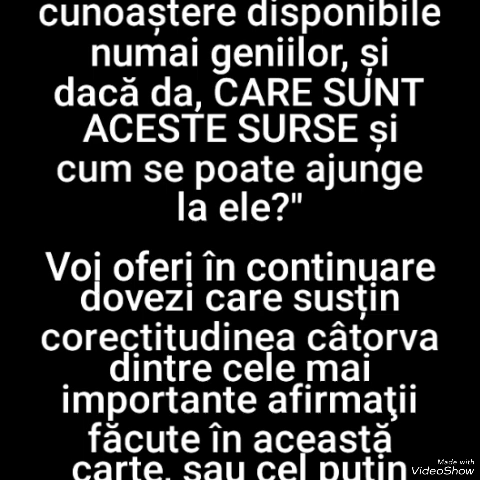 cunoaștere disponibile
numai geniilor, și
dacă da, CARE SUNT
ACESTE SURSE și
cum se poate ajunge
la ele?"
Voi oferi în continuare
dovezi care susțin
corectitudinea câtorva
dintre cele mai
importante afirmaţii
făcute în această
carte, sau cel puțin
Made with
VideoShow